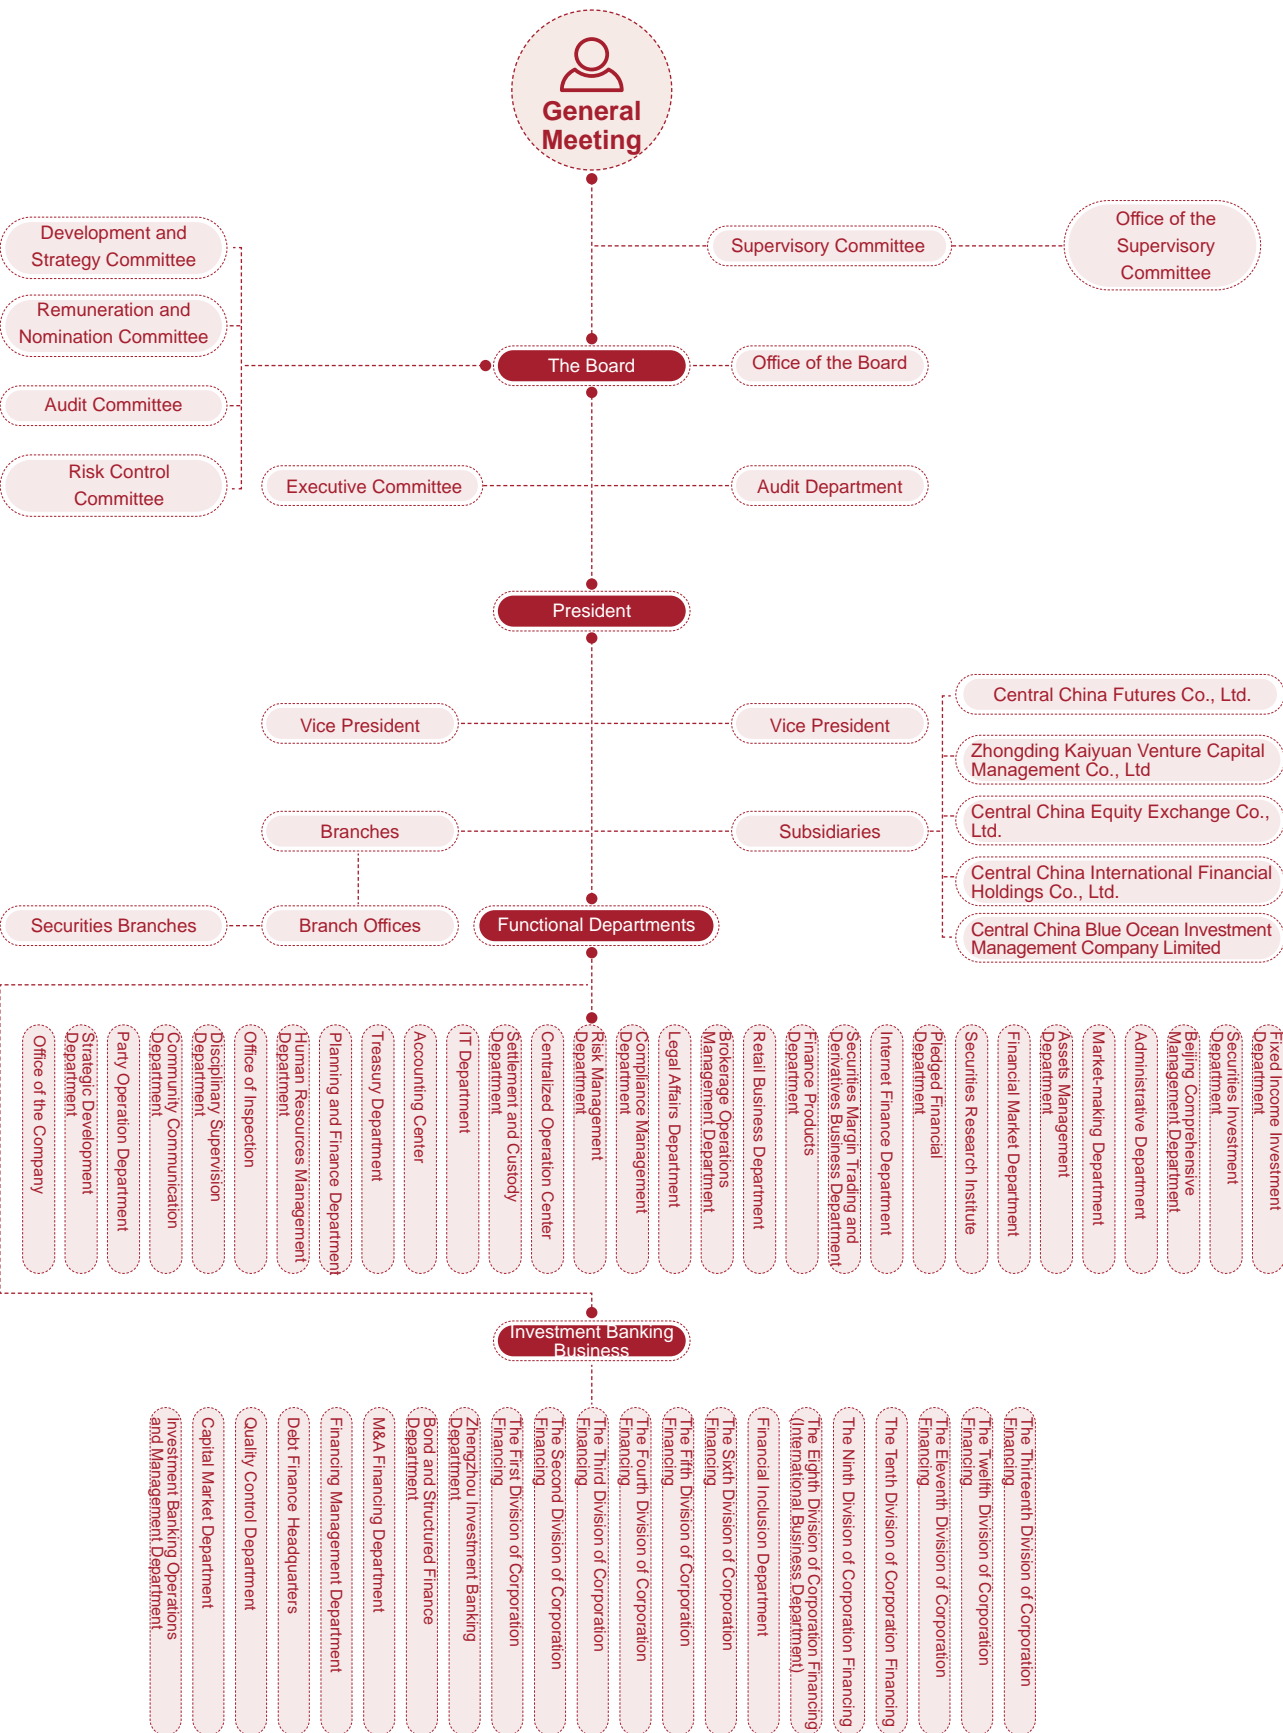 General
Meeting
Office of the
Supervisory
Committee
Supervisory Committee
Development and
Strategy Committee
Remuneration and
Nomination Committee
Audit Committee
Risk Control
Committee
The Board
Office of the Board
Executive Committee
Audit Department
President
Vice President
Vice President
Branches
Subsidiaries
Central China Futures Co., Ltd.
Zhongding Kaiyuan Venture Capital
Management Co., Ltd
Central China Equity Exchange Co.,
Ltd.
Central China International Financial
Holdings Co., Ltd.
Central China Blue Ocean Investment
Management Company Limited
Securities Branches
Branch Offices
Functional Departments
Office of the Company
Strategic Development
Department
Party Operation Department
Community Communication
Department
Disciplinary Supervision
Department
Office of Inspection
Human Resources Management
Department
Planning and Finance Department
Treasury Department
Accounting Center
IT Department
Settlement and Custody
Department
Centralized Operation Center
Risk Management
Department
Compliance Management
Department
Legal Affairs Department
Brokerage Operations
Management Department
Retail Business Department
Finance Products
Department
Securities Margin Trading and
Derivatives Business Department
Internet Finance Department
Pledged Financial
Department
Securities Research Institute
Financial Market Department
Assets Management
Department
Market-making Department
Administrative Department
Beijing Comprehensive
Management Department
Securities Investment
Department
Fixed Income Investment
Department
Investment Banking
Business
Investment Banking Operations
and Management Department
Capital Market Department
Quality Control Department
Debt Finance Headquarters
Financing Management Department
M&A Financing Department
Bond and Structured Finance
Department
Zhengzhou Investment Banking
Department
The First Division of Corporation
Financing
The Second Division of Corporation
Financing
The Third Division of Corporation
Financing
The Fourth Division of Corporation
Financing
The Fifth Division of Corporation
Financing
The Sixth Division of Corporation
Financing
Financial Inclusion Department
The Eighth Division of Corporation Financing
(International Business Department)
The Ninth Division of Corporation Financing
The Tenth Division of Corporation Financing
The Eleventh Division of Corporation
Financing
The Twelfth Division of Corporation
Financing
The Thirteenth Division of Corporation
Financing